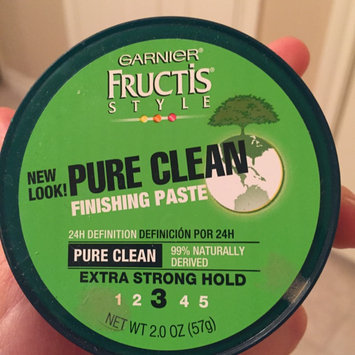 GARNIER
FRUCTIS
STYLE
NEW LOOK!
PURE CLEAN
FINISHING PASTE
24H DEFINITION DEFINICIÓN POR 24H
PURE CLEAN
99% NATURALLY DERIVED
EXTRA STRONG HOLD
1 2 3 4 5
NET WT 2.0 OZ (57g)